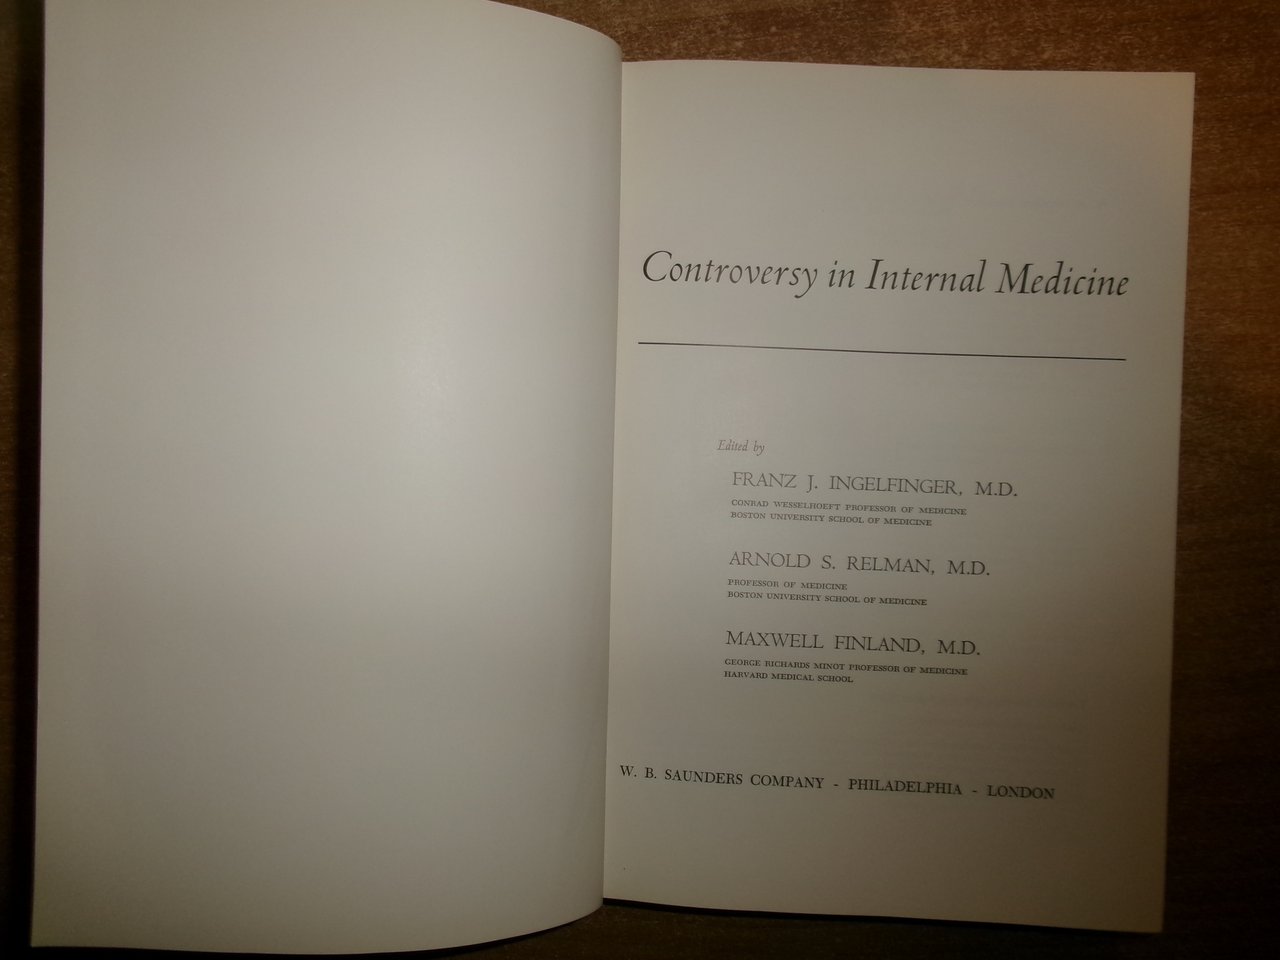 Controversy in Internal Medicine
Edited by
FRANZ J. INGELFINGER, M.D.
CONRAD WESSELHOEFT PROFESSOR OF MEDICINE
BOSTON UNIVERSITY SCHOOL OF MEDICINE
ARNOLD S. RELMAN, M.D.
PROFESSOR OF MEDICINE
BOSTON UNIVERSITY SCHOOL OF MEDICINE
MAXWELL FINLAND, M.D.
GEORGE RICHARDS MINOT PROFESSOR OF MEDICINE
HARVARD MEDICAL SCHOOL
W. B. SAUNDERS COMPANY - PHILADELPHIA - LONDON